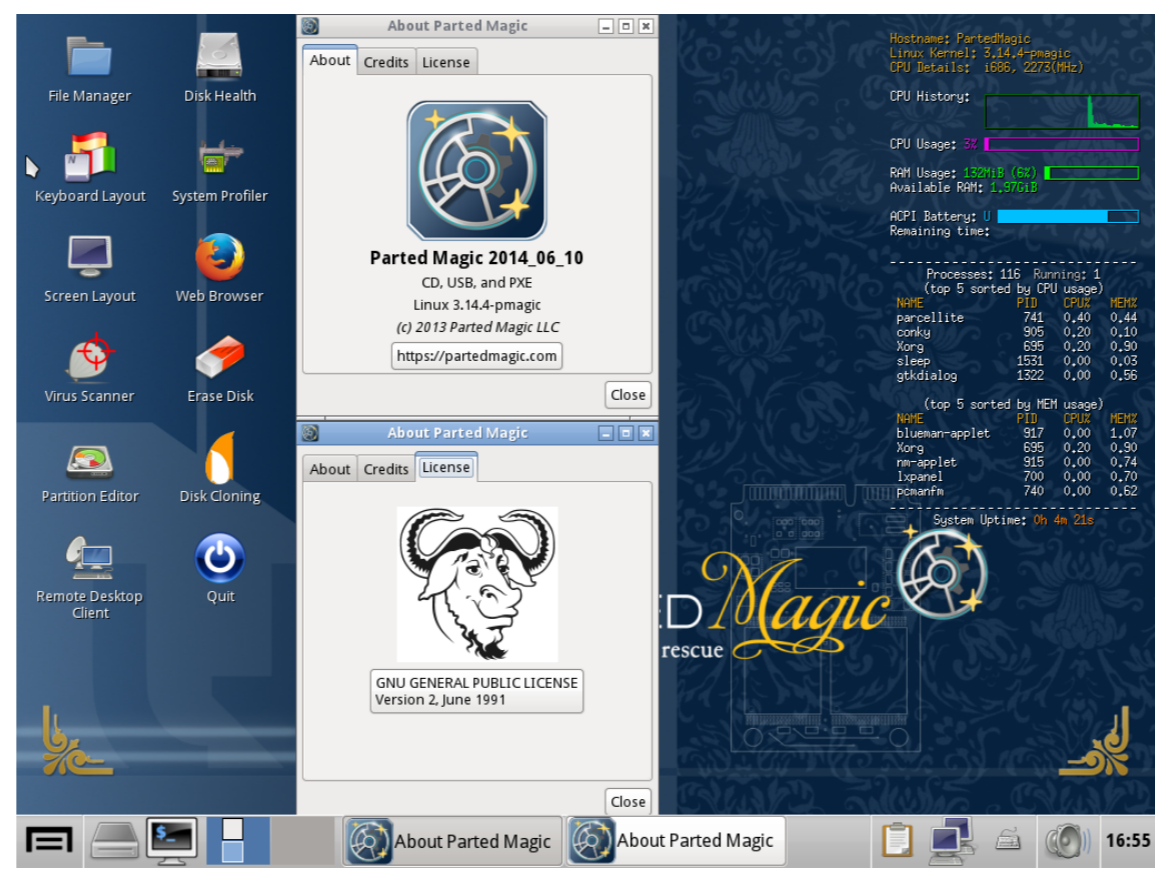 File Manager
Disk Health
Keyboard Layout
System Profiler
Screen Layout
Web Browser
Virus Scanner
Erase Disk
Partition Editor
Disk Cloning
Remote Desktop
Client
Quit
About Parted Magic
About Credits License
Parted Magic 2014_06_10
CD, USB, and PXE
Linux 3.14.4-pmagic
(c) 2013 Parted Magic LLC
https://partedmagic.com
Close
About Parted Magic
About Credits License
GNU GENERAL PUBLIC LICENSE
Version 2, June 1991
Close
Hostname: PartedMagic
Linux Kernel: 3.14.4-pmagic
CPU Details: i686, 2273(MHz)
CPU History:
CPU Usage: 3%
RAM Usage: 132MiB (6%)
Available RAM: 1.97GiB
ACPI Battery: U
Remaining time:
Processes: 116 Running: 1
(top 5 sorted by CPU usage)
NAME PID CPU% MEM%
parcellite 741 0.40 0.44
conky 905 0.20 0.10
Xorg 695 0.20 0.90
sleep 1531 0.00 0.03
gtkdialog 1322 0.00 0.56
(top 5 sorted by MEM usage)
NAME PID CPU% MEM%
blueman-applet 917 0.00 1.07
Xorg 695 0.20 0.90
nm-applet 915 0.00 0.74
lxpanel 700 0.00 0.70
pcmanfm 740 0.00 0.62
System Uptime: 0h 4m 21s
ED Magic
rescue
About Parted Magic
About Parted Magic
16:55